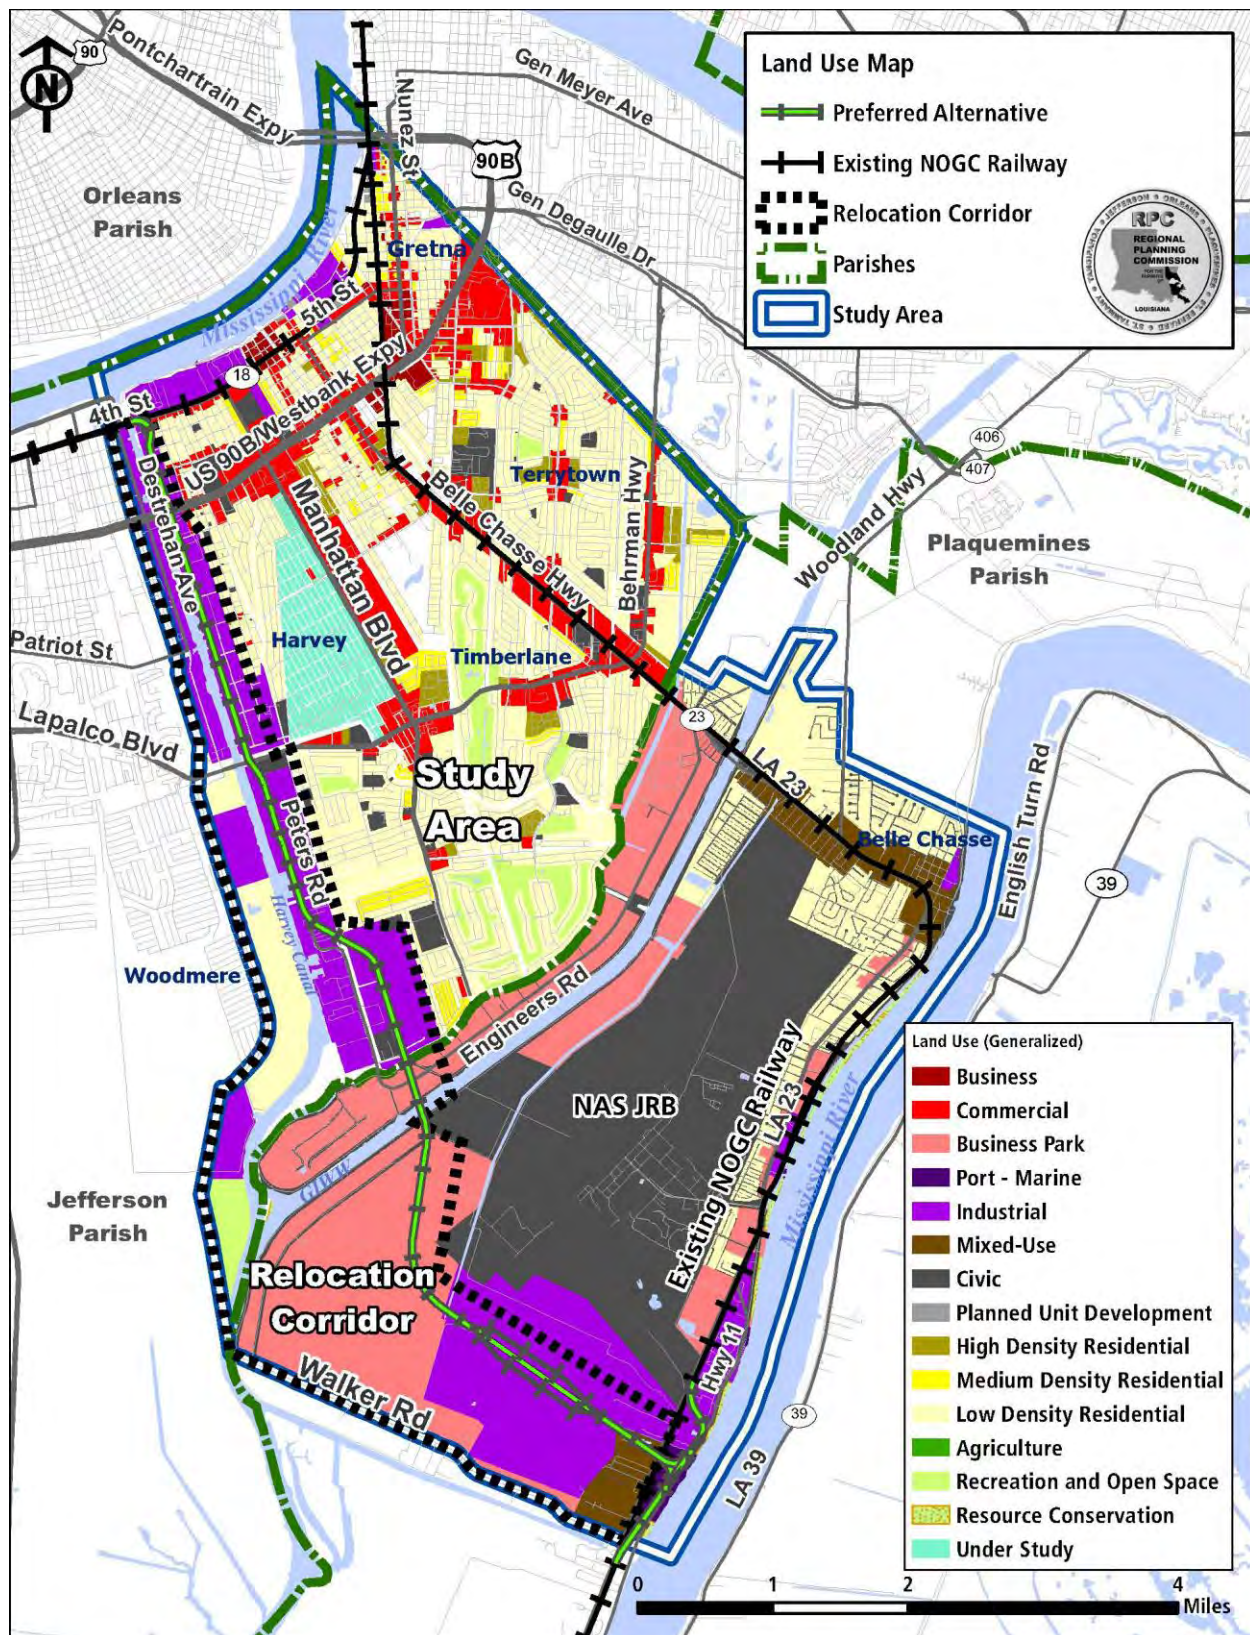 90
Pontchartrain Expy
N
Nunez St
Gen Meyer Ave
90B
Gen Degaulle Dr
Orleans
Parish
Mississippi River
Gretna
5th St
18
4th St
US 90B/Westbank Expy
Destrehan Ave
Manhattan Blvd
Belle Chasse Hwy
Terrytown
Behrman Hwy
Woodland Hwy
406
407
Plaquemines
Parish
Patriot St
Harvey
Timberlane
Lapalco Blvd
23
LA 23
Study
Area
Peters Rd
Belle Chasse
English Turn Rd
39
Harvey Canal
Woodmere
Engineers Rd
NAS JRB
Existing NOGC Railway
LA 23
Mississippi River
GIWW
Jefferson
Parish
Relocation
Corridor
Walker Rd
Hwy 11
39
LA 39
Land Use Map
Preferred Alternative
Existing NOGC Railway
Relocation Corridor
Parishes
Study Area
RPC
REGIONAL
PLANNING
COMMISSION
LOUISIANA
Land Use (Generalized)
Business
Commercial
Business Park
Port - Marine
Industrial
Mixed-Use
Civic
Planned Unit Development
High Density Residential
Medium Density Residential
Low Density Residential
Agriculture
Recreation and Open Space
Resource Conservation
Under Study
0 1 2 4
Miles